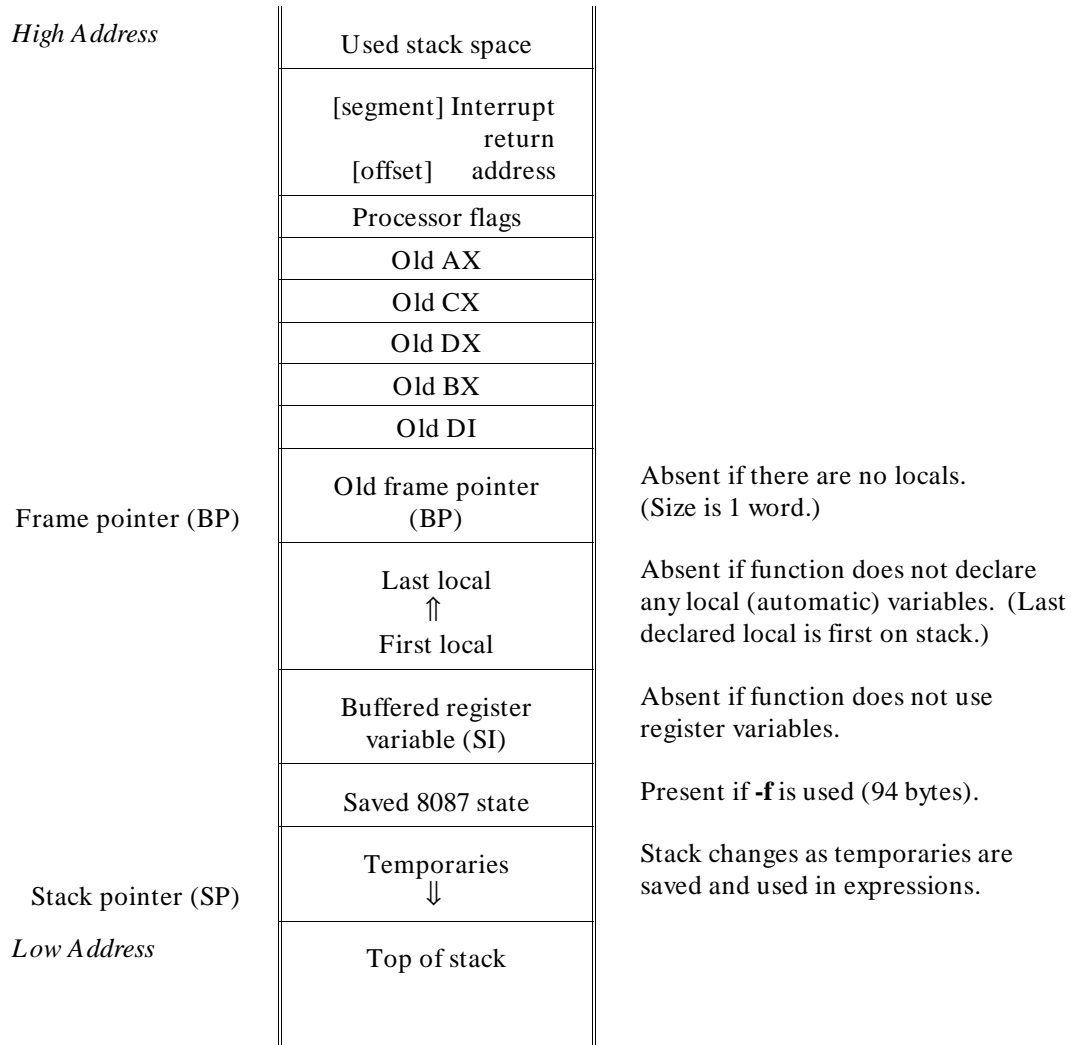 High Address
Used stack space
[segment] Interrupt
return
[offset] address
Processor flags
Old AX
Old CX
Old DX
Old BX
Old DI
Old frame pointer
(BP)
Absent if there are no locals.
(Size is 1 word.)
Frame pointer (BP)
Last local
⇑
First local
Absent if function does not declare
any local (automatic) variables. (Last
declared local is first on stack.)
Buffered register
variable (SI)
Absent if function does not use
register variables.
Saved 8087 state
Present if -f is used (94 bytes).
Temporaries
⇓
Stack changes as temporaries are
saved and used in expressions.
Stack pointer (SP)
Low Address
Top of stack